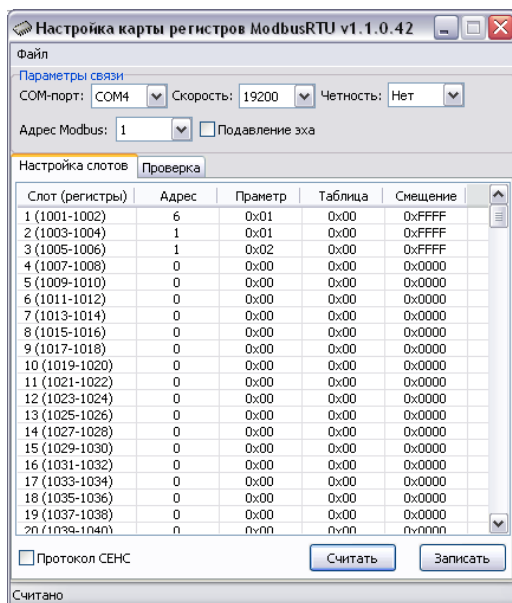 Настройка карты регистров ModbusRTU v1.1.0.42
Файл
Параметры связи
COM-порт: COM4 Скорость: 19200 Четность: Нет
Адрес Modbus: 1 Подавление эха
Настройка слотов Проверка
Слот (регистры) Адрес Праметр Таблица Смещение
1 (1001-1002) 6 0x01 0x00 0xFFFF
2 (1003-1004) 1 0x01 0x00 0xFFFF
3 (1005-1006) 1 0x02 0x00 0xFFFF
4 (1007-1008) 0 0x00 0x00 0x0000
5 (1009-1010) 0 0x00 0x00 0x0000
6 (1011-1012) 0 0x00 0x00 0x0000
7 (1013-1014) 0 0x00 0x00 0x0000
8 (1015-1016) 0 0x00 0x00 0x0000
9 (1017-1018) 0 0x00 0x00 0x0000
10 (1019-1020) 0 0x00 0x00 0x0000
11 (1021-1022) 0 0x00 0x00 0x0000
12 (1023-1024) 0 0x00 0x00 0x0000
13 (1025-1026) 0 0x00 0x00 0x0000
14 (1027-1028) 0 0x00 0x00 0x0000
15 (1029-1030) 0 0x00 0x00 0x0000
16 (1031-1032) 0 0x00 0x00 0x0000
17 (1033-1034) 0 0x00 0x00 0x0000
18 (1035-1036) 0 0x00 0x00 0x0000
19 (1037-1038) 0 0x00 0x00 0x0000
20 (1039-1040) 0 0x00 0x00 0x0000
Протокол СЕНС Считать Записать
Считано